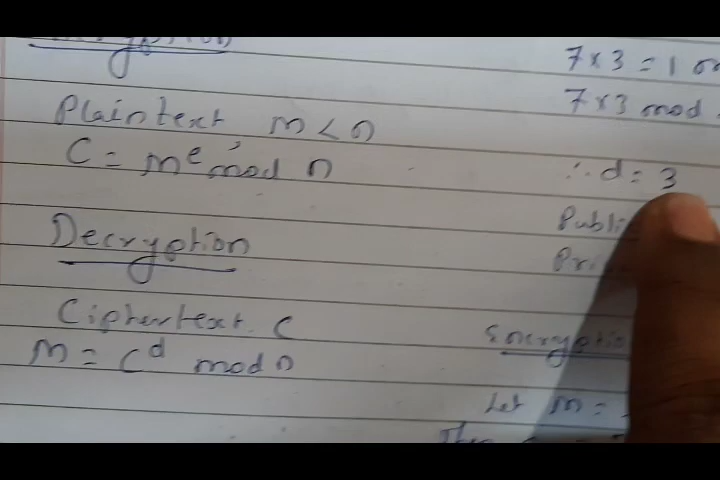 Plaintext m < n
C = m^e mod n
Decryption
Ciphertext C
m = c^d mod n
7 x 3 = 1
7 x 3 mod
∴ d = 3
Let m =